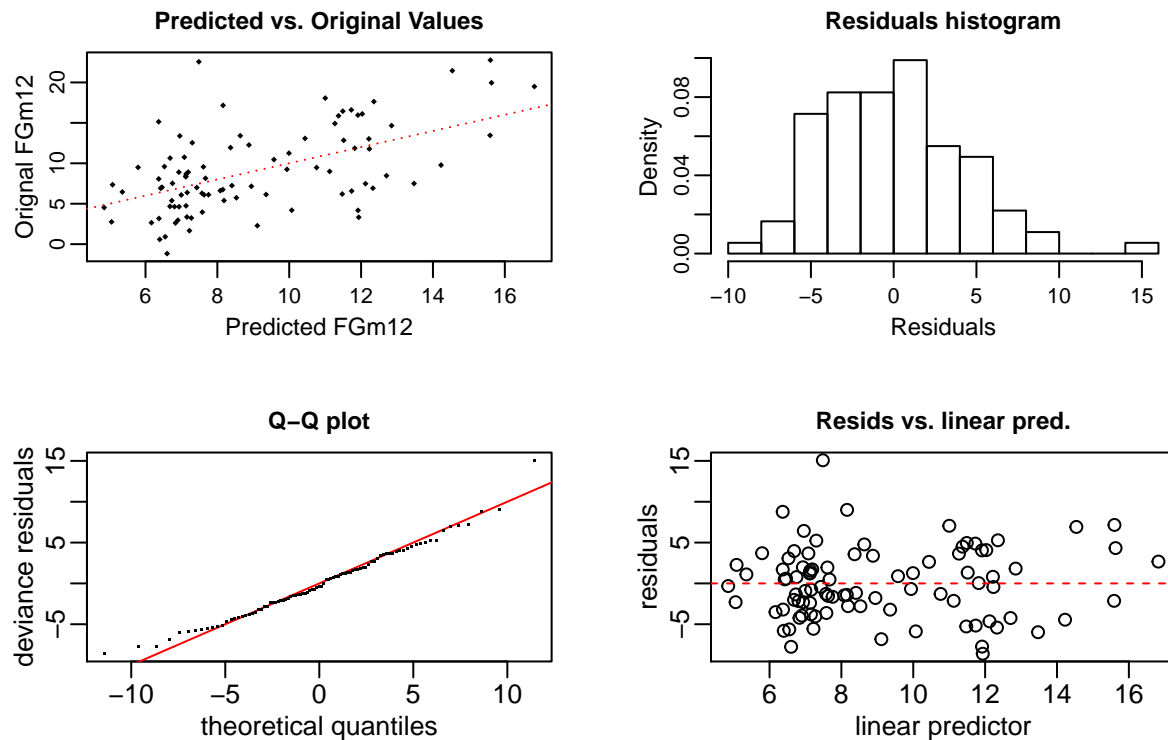 Predicted vs. Original Values
Orignal FGm12
0 5 10 20
6 8 10 12 14 16
Predicted FGm12
Residuals histogram
Density
0.00 0.04 0.08
−10 −5 0 5 10 15
Residuals
Q−Q plot
deviance residuals
−5 5 15
−10 −5 0 5 10
theoretical quantiles
Resids vs. linear pred.
residuals
−5 5 15
6 8 10 12 14 16
linear predictor